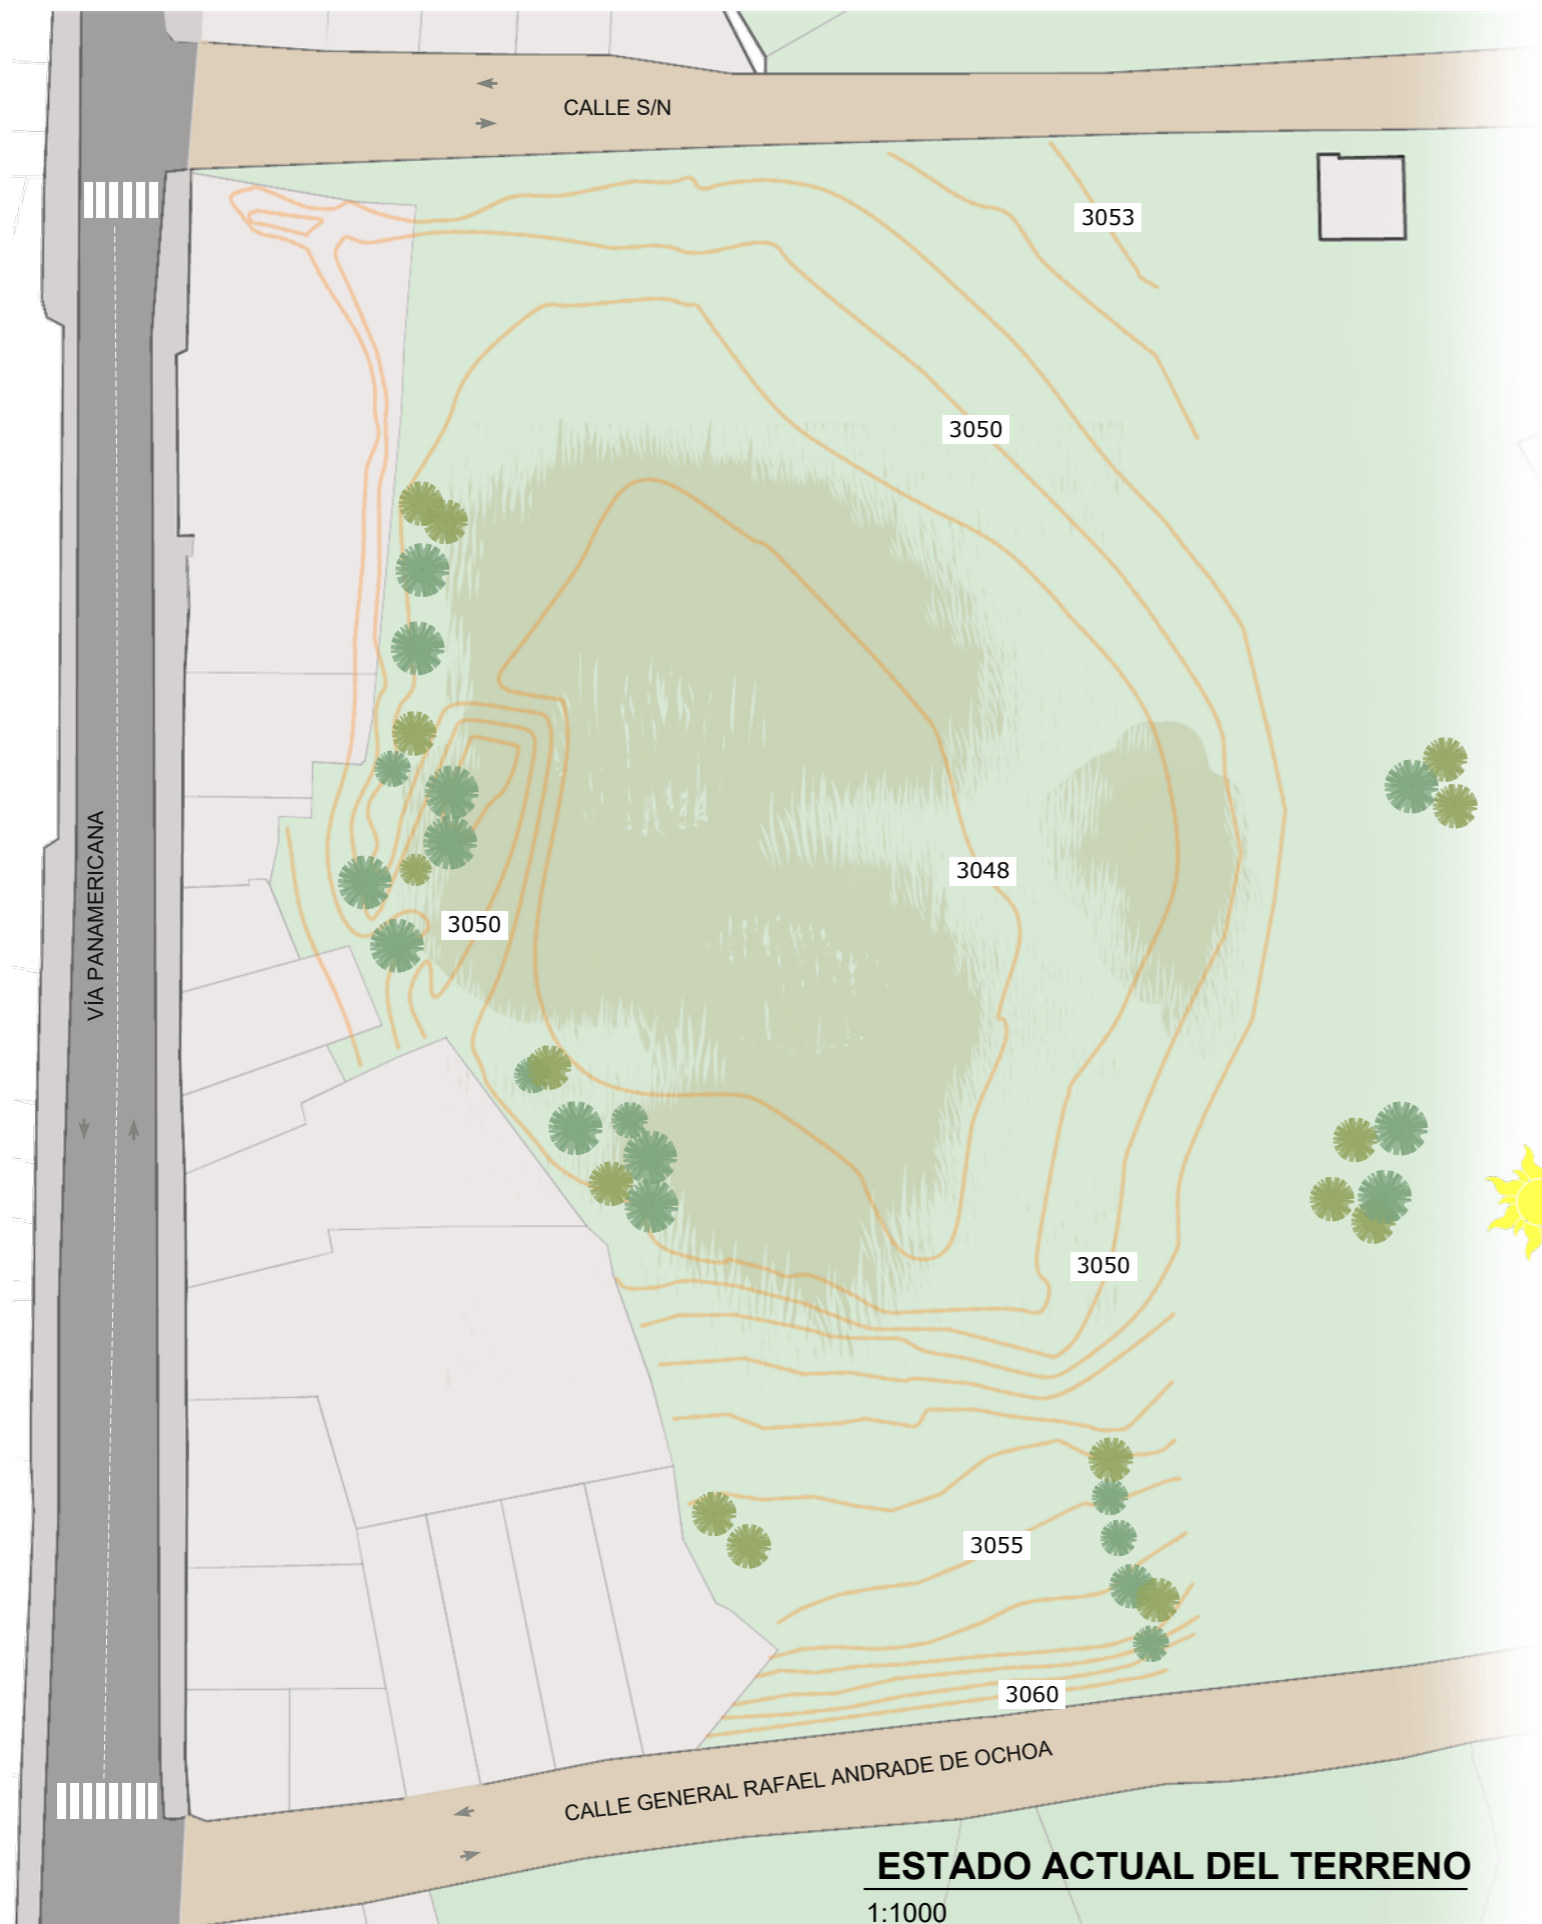 CALLE S/N
3053
3050
3048
3050
VÍA PANAMERICANA
3050
3055
3060
CALLE GENERAL RAFAEL ANDRADE DE OCHOA
ESTADO ACTUAL DEL TERRENO
1:1000